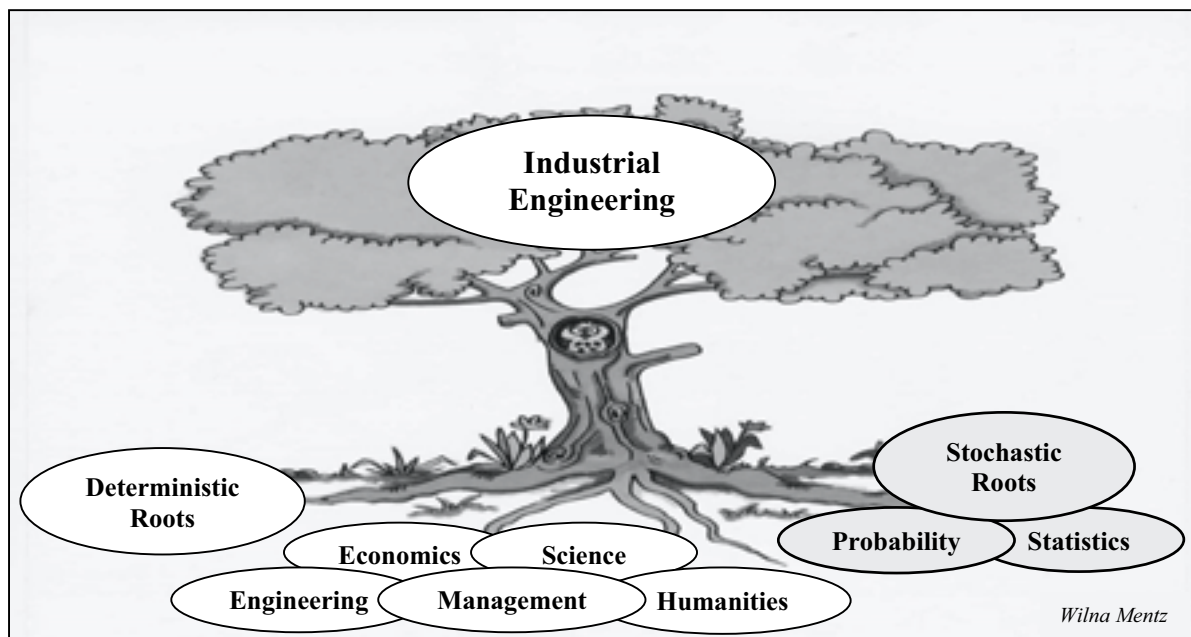 Industrial
Engineering
Deterministic
Roots
Stochastic
Roots
Economics
Science
Probability
Statistics
Engineering
Management
Humanities
Wilna Mentz